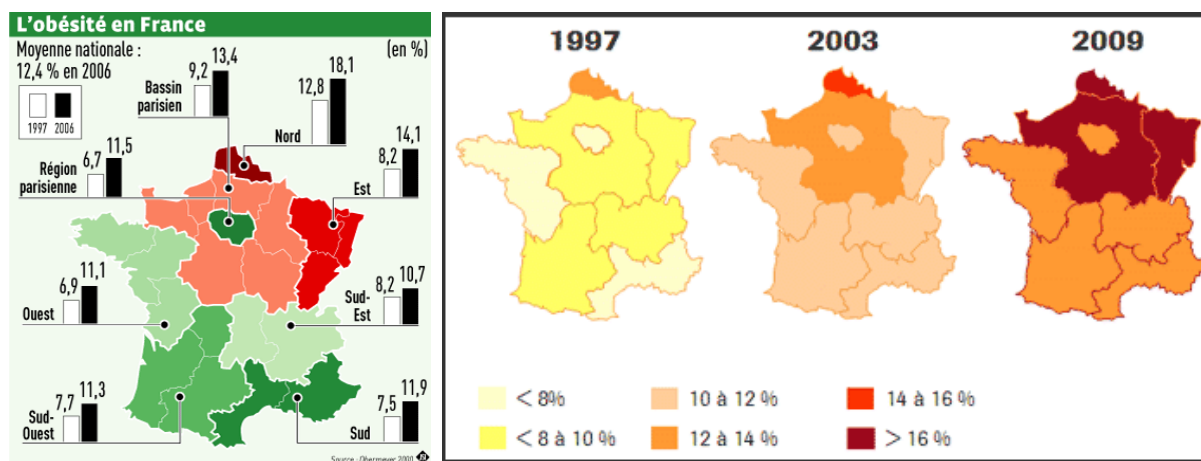 L'obésité en France
Moyenne nationale :
12,4 % en 2006
(en %)
1997 2006
Bassin
parisien
9,2 13,4
Nord
12,8 18,1
Région
parisienne
6,7 11,5
Est
8,2 14,1
Ouest
6,9 11,1
Sud-
Est
8,2 10,7
Sud-
Ouest
7,7 11,3
Sud
7,5 11,9
Source : Obermeyer 2000
1997 2003 2009
< 8% 10 à 12 % 14 à 16 %
< 8 à 10 % 12 à 14 % > 16 %